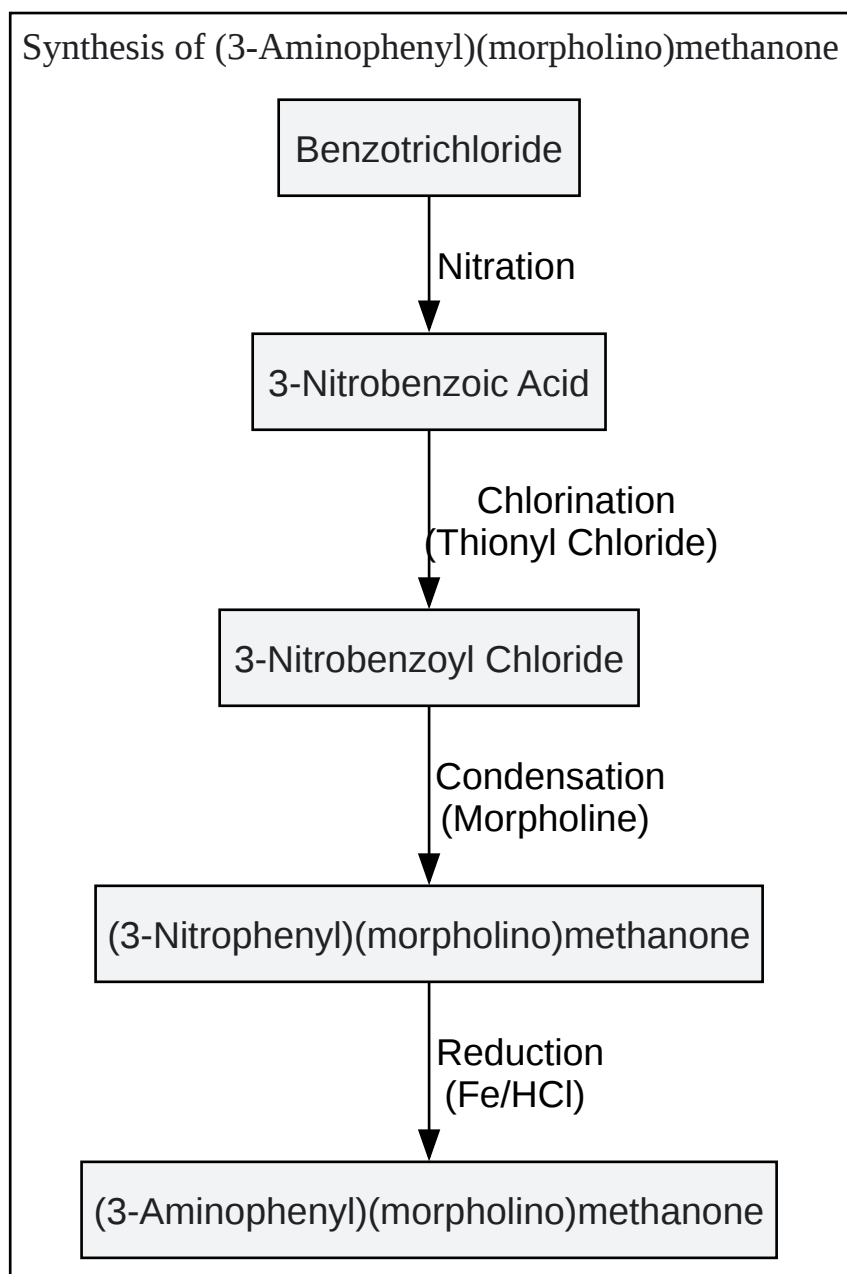 Synthesis of (3-Aminophenyl)(morpholino)methanone
Benzotrichloride
Nitration
3-Nitrobenzoic Acid
Chlorination
(Thionyl Chloride)
3-Nitrobenzoyl Chloride
Condensation
(Morpholine)
(3-Nitrophenyl)(morpholino)methanone
Reduction
(Fe/HCl)
(3-Aminophenyl)(morpholino)methanone